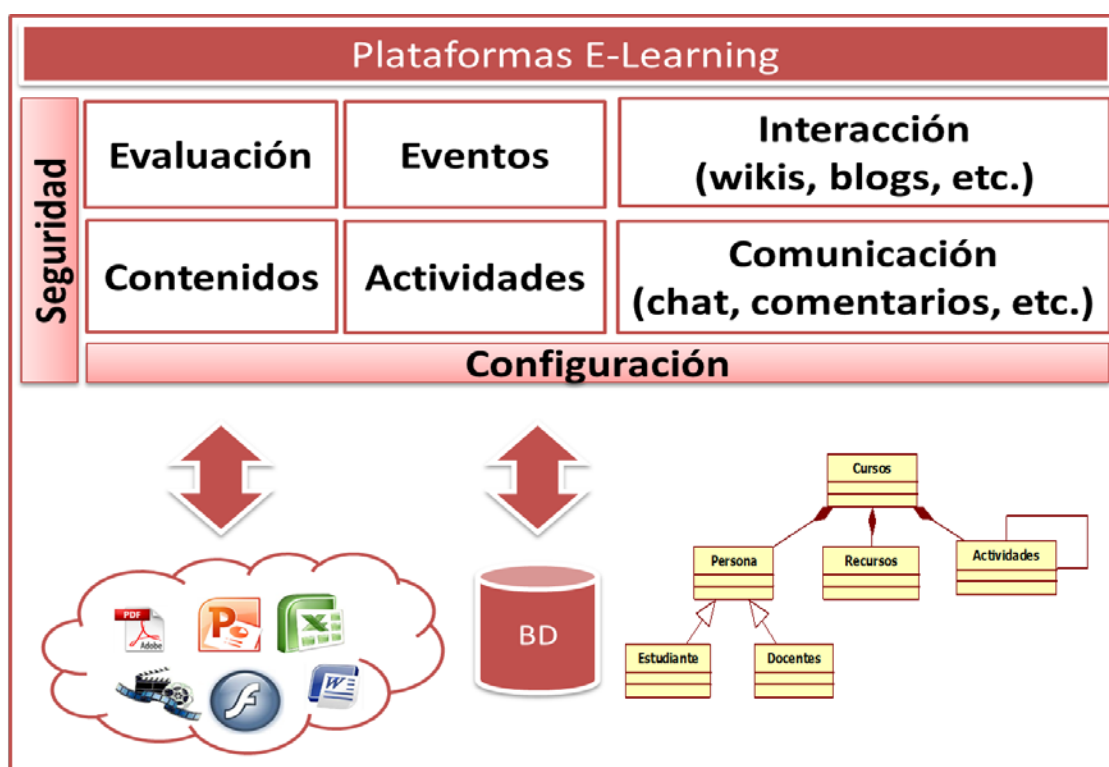 Plataformas E-Learning
Seguridad
Evaluación
Eventos
Interacción
(wikis, blogs, etc.)
Contenidos
Actividades
Comunicación
(chat, comentarios, etc.)
Configuración
PDF
Adobe
P
X
W
BD
Cursos
Persona
Recursos
Actividades
Estudiante
Docentes